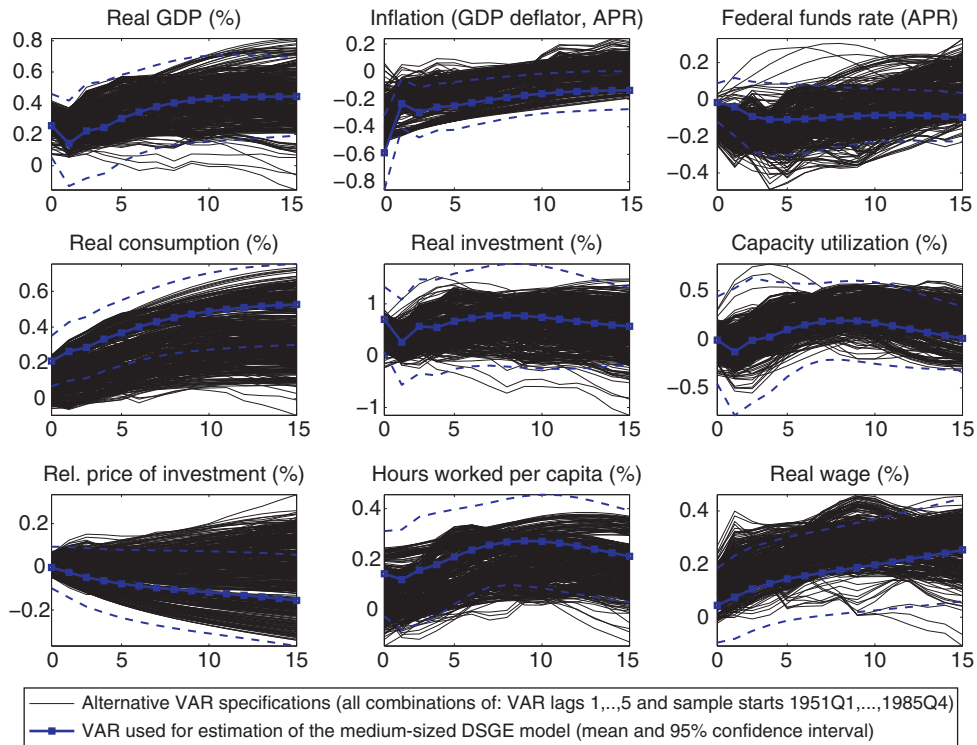 Real GDP (%)
Inflation (GDP deflator, APR)
Federal funds rate (APR)
0.8
0.6
0.4
0.2
0
0 5 10 15
0.2
0
−0.2
−0.4
−0.6
−0.8
0 5 10 15
0.2
0
−0.2
−0.4
0 5 10 15
Real consumption (%)
Real investment (%)
Capacity utilization (%)
0.6
0.4
0.2
0
0 5 10 15
1
0
−1
0 5 10 15
0.5
0
−0.5
0 5 10 15
Rel. price of investment (%)
Hours worked per capita (%)
Real wage (%)
0.2
0
−0.2
0 5 10 15
0.4
0.2
0
0 5 10 15
0.4
0.2
0
0 5 10 15
Alternative VAR specifications (all combinations of: VAR lags 1,..,5 and sample starts 1951Q1,...,1985Q4)
VAR used for estimation of the medium-sized DSGE model (mean and 95% confidence interval)